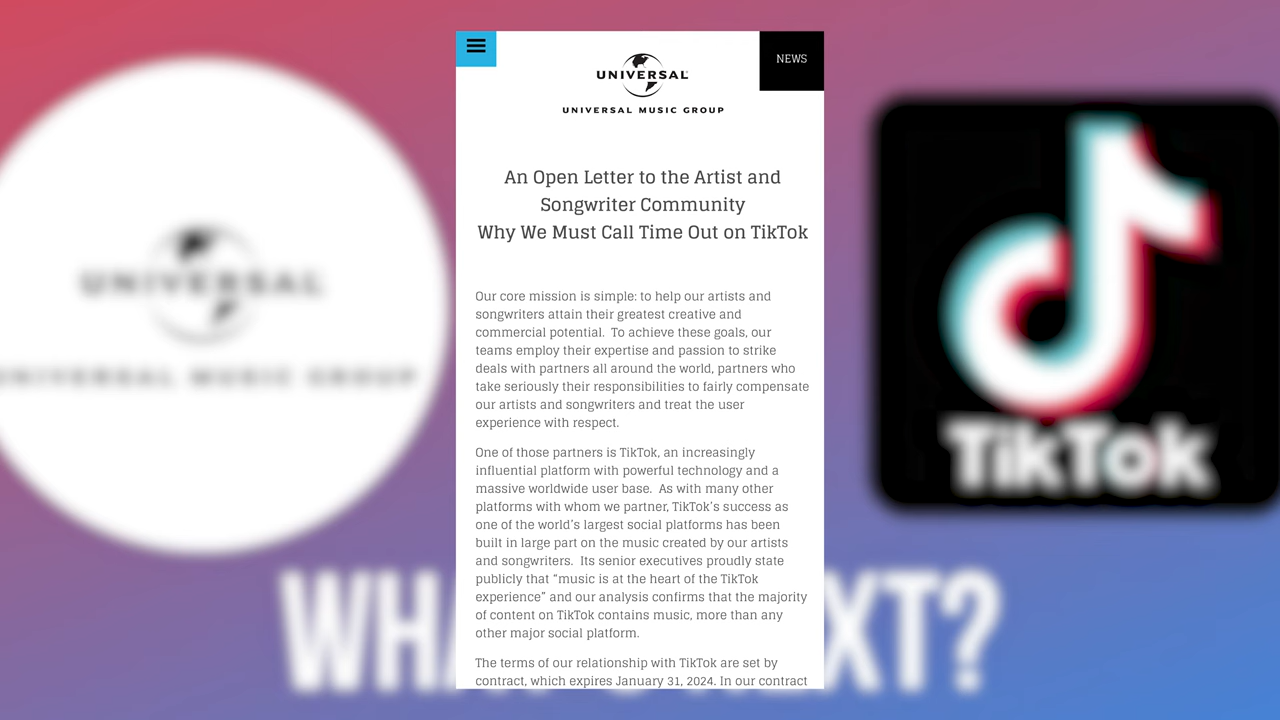 NEWS
UNIVERSAL
UNIVERSAL MUSIC GROUP
An Open Letter to the Artist and
Songwriter Community
Why We Must Call Time Out on TikTok
Our core mission is simple: to help our artists and
songwriters attain their greatest creative and
commercial potential.  To achieve these goals, our
teams employ their expertise and passion to strike
deals with partners all around the world, partners who
take seriously their responsibilities to fairly compensate
our artists and songwriters and treat the user
experience with respect.
One of those partners is TikTok, an increasingly
influential platform with powerful technology and a
massive worldwide user base.  As with many other
platforms with whom we partner, TikTok’s success as
one of the world’s largest social platforms has been
built in large part on the music created by our artists
and songwriters.  Its senior executives proudly state
publicly that “music is at the heart of the TikTok
experience” and our analysis confirms that the majority
of content on TikTok contains music, more than any
other major social platform.
The terms of our relationship with TikTok are set by
contract, which expires January 31, 2024. In our contract
UNIVERSAL
UNIVERSAL MUSIC GROUP
TikTok